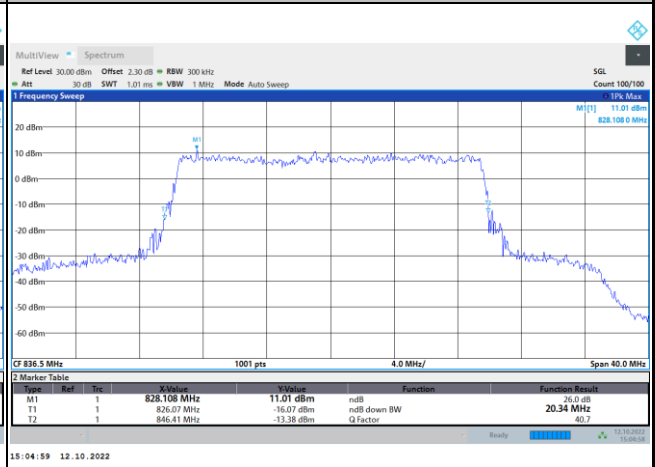 MultiView Spectrum
Ref Level 30.00 dBm Offset 2.30 dB RBW 300 kHz SGL
Att 30 dB SWT 1.01 ms VBW 1 MHz Mode Auto Sweep Count 100/100
1 Frequency Sweep 1Pk Max
M1[1] 11.01 dBm
828.108 0 MHz
20 dBm
M1
10 dBm
0 dBm
-10 dBm
T1
-20 dBm
-30 dBm
-40 dBm
-50 dBm
-60 dBm
CF 836.5 MHz 1001 pts 4.0 MHz/ Span 40.0 MHz
2 Marker Table
Type Ref Trc X-Value Y-Value Function Function Result
M1 1 828.108 MHz 11.01 dBm ndB 26.0 dB
T1 1 826.07 MHz -16.07 dBm ndB down BW 20.34 MHz
T2 1 846.41 MHz -13.38 dBm Q Factor 40.7
Ready 12.10.2022
15:04:58
15:04:59 12.10.2022